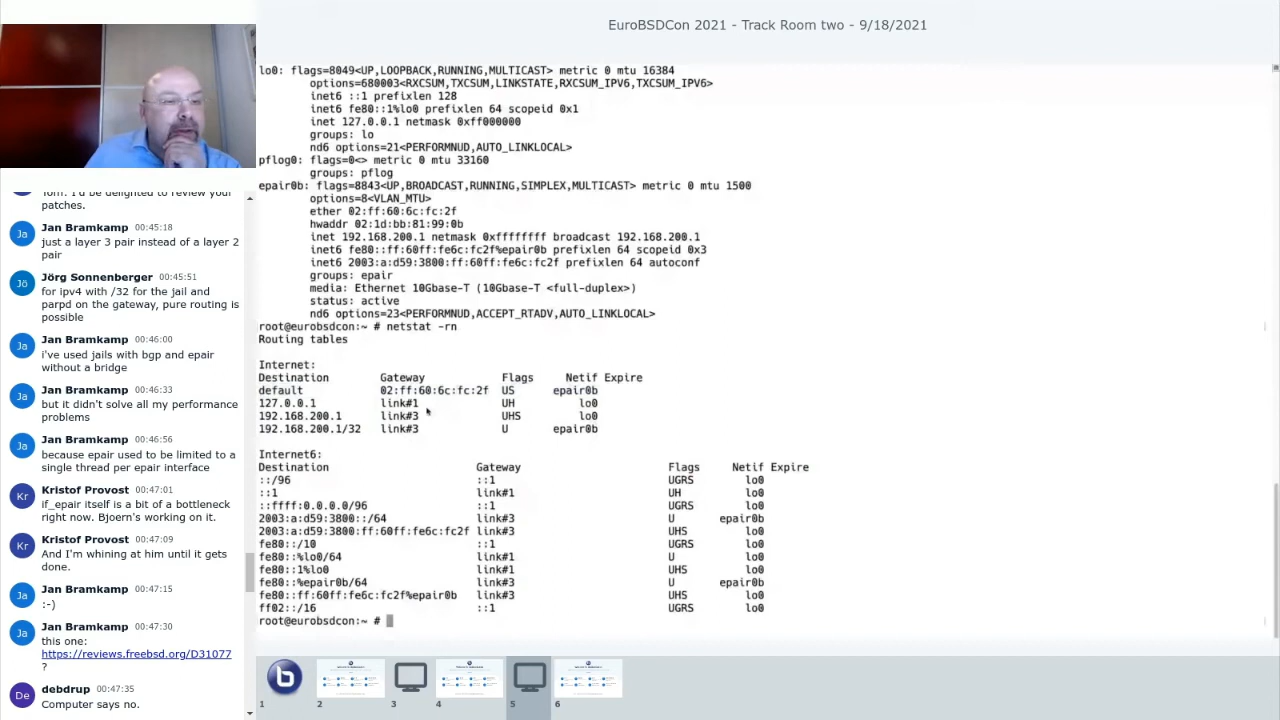 EuroBSDCon 2021 - Track Room two - 9/18/2021
patches.
Jan Bramkamp 00:45:18
just a layer 3 pair instead of a layer 2
pair
Jörg Sonnenberger 00:45:51
for ipv4 with /32 for the jail and
parpd on the gateway, pure routing is
possible
Jan Bramkamp 00:46:00
i've used jails with bgp and epair
without a bridge
Jan Bramkamp 00:46:33
but it didn't solve all my performance
problems
Jan Bramkamp 00:46:56
because epair used to be limited to a
single thread per epair interface
Kristof Provost 00:47:01
if_epair itself is a bit of a bottleneck
right now. Bjoern's working on it.
Kristof Provost 00:47:09
And I'm whining at him until it gets
done.
Jan Bramkamp 00:47:15
:-)
Jan Bramkamp 00:47:30
this one:
https://reviews.freebsd.org/D31077
?
debdrup 00:47:35
Computer says no.
Ja
Jö
Ja
Ja
Ja
Kr
Kr
Ja
Ja
De
lo0: flags=8049<UP,LOOPBACK,RUNNING,MULTICAST> metric 0 mtu 16384
options=680003<RXCSUM,TXCSUM,LINKSTATE,RXCSUM_IPV6,TXCSUM_IPV6>
inet6 ::1 prefixlen 128
inet6 fe80::1%lo0 prefixlen 64 scopeid 0x1
inet 127.0.0.1 netmask 0xff000000
groups: lo
nd6 options=21<PERFORMNUD,AUTO_LINKLOCAL>
pflog0: flags=0<> metric 0 mtu 33160
groups: pflog
epair0b: flags=8843<UP,BROADCAST,RUNNING,SIMPLEX,MULTICAST> metric 0 mtu 1500
options=8<VLAN_MTU>
ether 02:ff:60:6c:fc:2f
hwaddr 02:1d:bb:81:99:0b
inet 192.168.200.1 netmask 0xffffffff broadcast 192.168.200.1
inet6 fe80::ff:60ff:fe6c:fc2f%epair0b prefixlen 64 scopeid 0x3
inet6 2003:a:d59:3800:ff:60ff:fe6c:fc2f prefixlen 64 autoconf
groups: epair
media: Ethernet 10Gbase-T (10Gbase-T <full-duplex>)
status: active
nd6 options=23<PERFORMNUD,ACCEPT_RTADV,AUTO_LINKLOCAL>
root@eurobsdcon:~ # netstat -rn
Routing tables
Internet:
Destination Gateway Flags Netif Expire
default 02:ff:60:6c:fc:2f US epair0b
127.0.0.1 link#1 UH lo0
192.168.200.1 link#3 UHS lo0
192.168.200.1/32 link#3 U epair0b
Internet6:
Destination Gateway Flags Netif Expire
::/96 ::1 UGRS lo0
::1 link#1 UH lo0
::ffff:0.0.0.0/96 ::1 UGRS lo0
2003:a:d59:3800::/64 link#3 U epair0b
2003:a:d59:3800:ff:60ff:fe6c:fc2f link#3 UHS lo0
fe80::/10 ::1 UGRS lo0
fe80::%lo0/64 link#1 U lo0
fe80::1%lo0 link#1 UHS lo0
fe80::%epair0b/64 link#3 U epair0b
fe80::ff:60ff:fe6c:fc2f%epair0b link#3 UHS lo0
ff02::/16 ::1 UGRS lo0
root@eurobsdcon:~ #
b
1 2 3 4 5 6